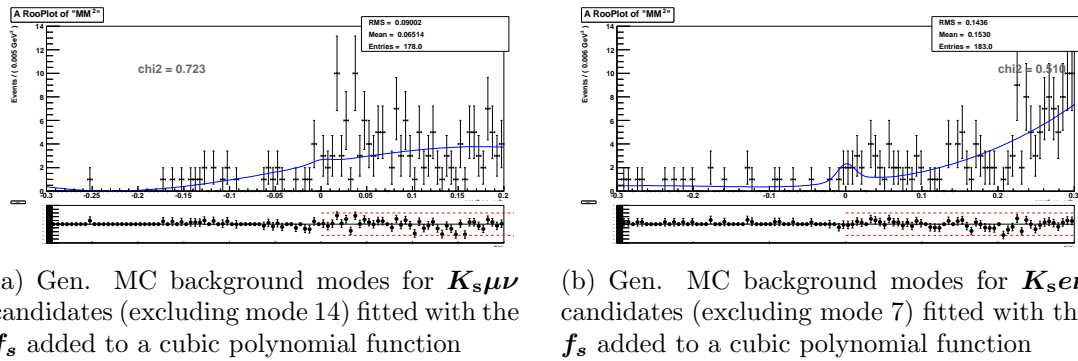 A RooPlot of "MM²"
RMS = 0.09002
Mean = 0.06514
Entries = 178.0
chi2 = 0.723
Events / ( 0.005 GeV² )
14
12
10
8
6
4
2
0
-0.3 -0.25 -0.2 -0.15 -0.1 -0.05 0 0.05 0.1 0.15 0.2
A RooPlot of "MM²"
RMS = 0.1436
Mean = 0.1530
Entries = 183.0
chi2 = 0.510
Events / ( 0.006 GeV² )
14
12
10
8
6
4
2
0
-0.3 -0.2 -0.1 0 0.1 0.2 0.3
a) Gen. MC background modes for Kₛμν
candidates (excluding mode 14) fitted with the
fₛ added to a cubic polynomial function
(b) Gen. MC background modes for Kₛeν
candidates (excluding mode 7) fitted with th
fₛ added to a cubic polynomial function